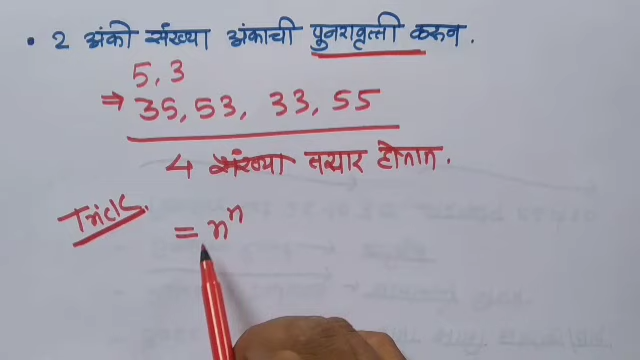 • 2 अंकी संख्या अंकाची पुनरावृत्ती करुन.
5, 3
⇒ 35, 53, 33, 55
4 संख्या तयार होतात.
Trick
= nⁿ